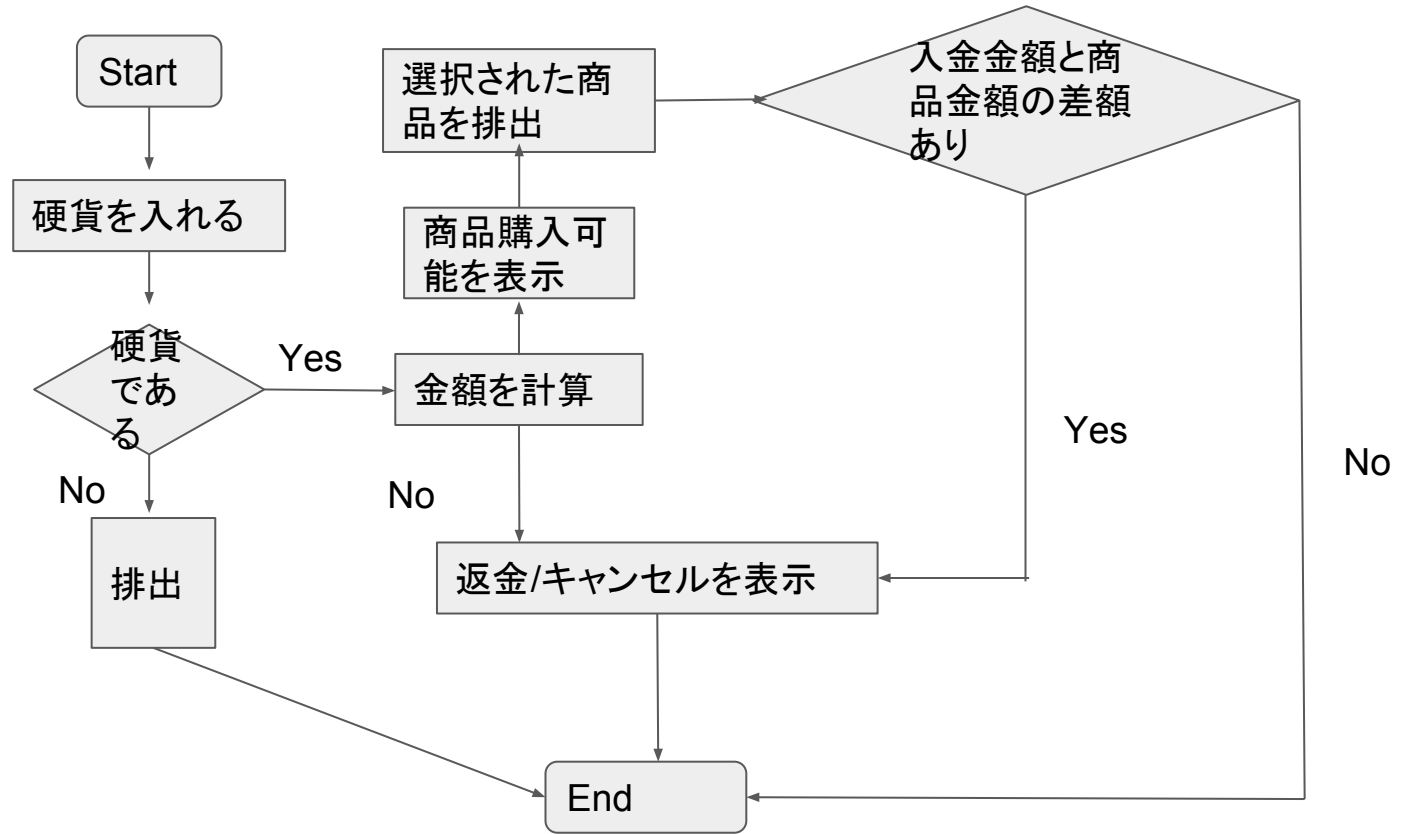 Start
硬貨を入れる
硬貨
であ
る
Yes
No
排出
金額を計算
No
商品購入可
能を表示
選択された商
品を排出
入金金額と商
品金額の差額
あり
Yes
No
返金/キャンセルを表示
End